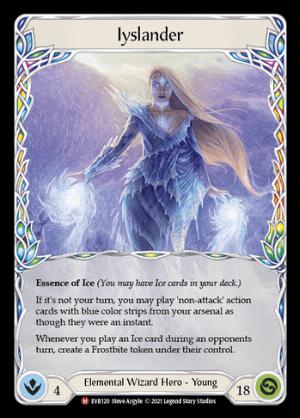 Iyslander
Essence of Ice (You may have Ice cards in your deck.)
If it's not your turn, you may play 'non-attack' action
cards with blue color strips from your arsenal as
though they were an instant.
Whenever you play an Ice card during an opponents
turn, create a Frostbite token under their control.
4
Elemental Wizard Hero - Young
18
M EVR120 Steve Argyle © 2021 Legend Story Studios